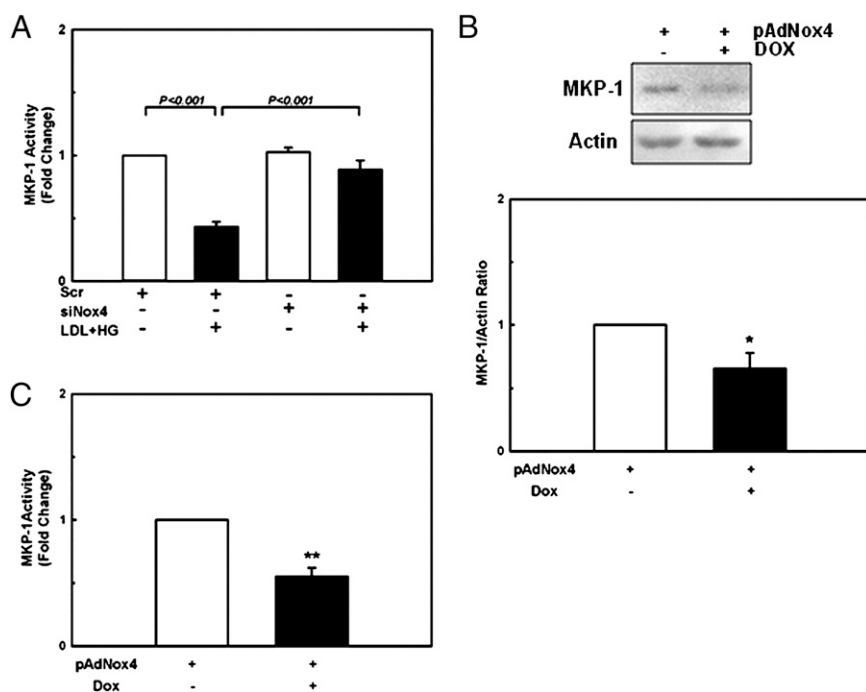 A
2
P<0.001 P<0.001
1
0
MKP-1 Activity
(Fold Change)
Scr + + - -
siNox4 - - + +
LDL+HG - + - +
B
+ + pAdNox4
- + DOX
MKP-1
Actin
2
1
0
MKP-1/Actin Ratio
*
pAdNox4 + +
Dox - +
C
2
1
0
MKP-1Activity
(Fold Change)
**
pAdNox4 + +
Dox - +